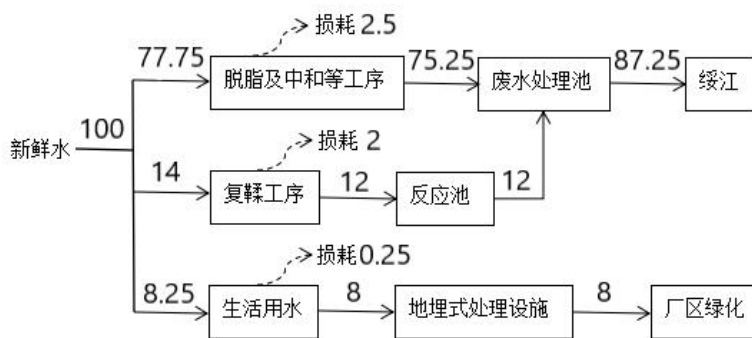 损耗 2.5
77.75
脱脂及中和等工序
75.25
废水处理池
87.25
绥江
新鲜水
100
损耗 2
14
复鞣工序
12
反应池
12
损耗 0.25
8.25
生活用水
8
地埋式处理设施
8
厂区绿化